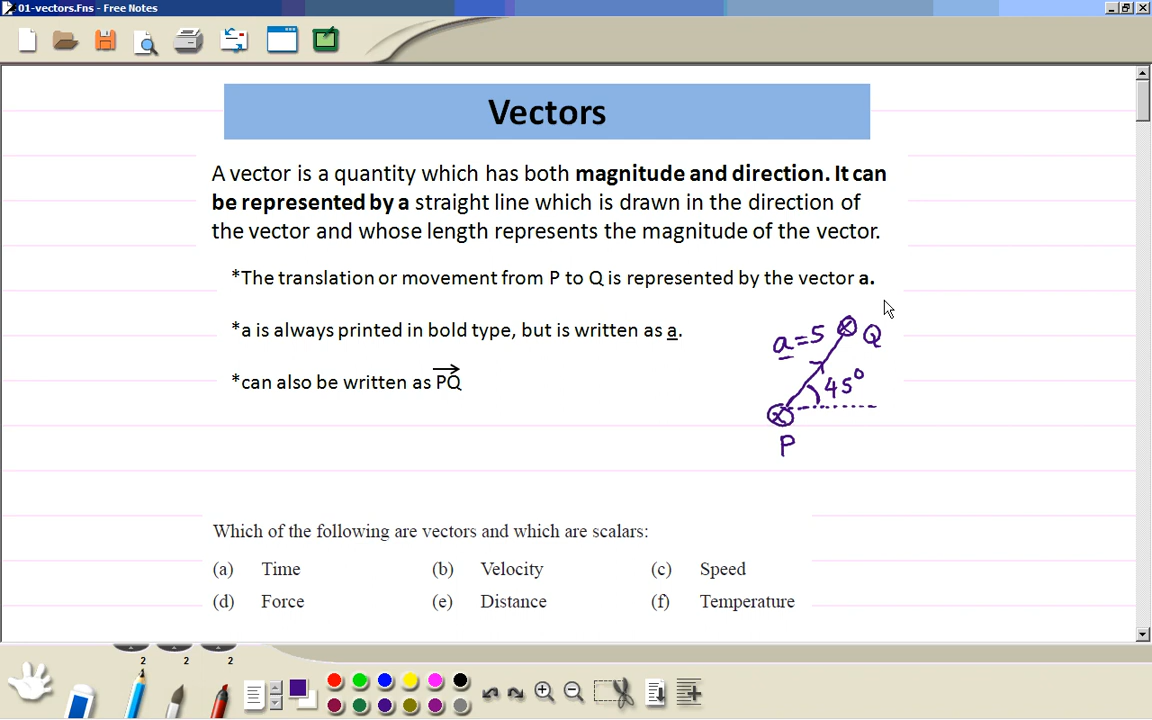 01-vectors.Fns - Free Notes
Vectors
A vector is a quantity which has both magnitude and direction. It can
be represented by a straight line which is drawn in the direction of
the vector and whose length represents the magnitude of the vector.
*The translation or movement from P to Q is represented by the vector a.
*a is always printed in bold type, but is written as a.
a=5 Q
45°
*can also be written as PQ
P
Which of the following are vectors and which are scalars:
(a) Time (b) Velocity (c) Speed
(d) Force (e) Distance (f) Temperature
2 2 2